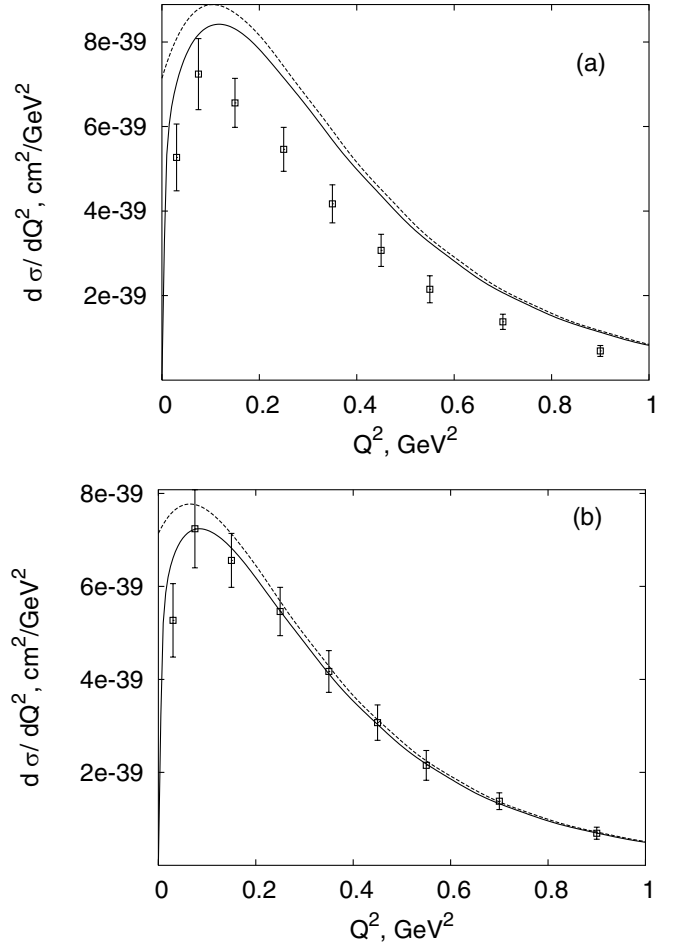 (a)
d σ/ dQ², cm²/GeV²
8e-39
6e-39
4e-39
2e-39
0 0.2 0.4 0.6 0.8 1
Q^2, GeV²
(b)
d σ/ dQ², cm²/GeV²
8e-39
6e-39
4e-39
2e-39
0 0.2 0.4 0.6 0.8 1
Q^2, GeV²